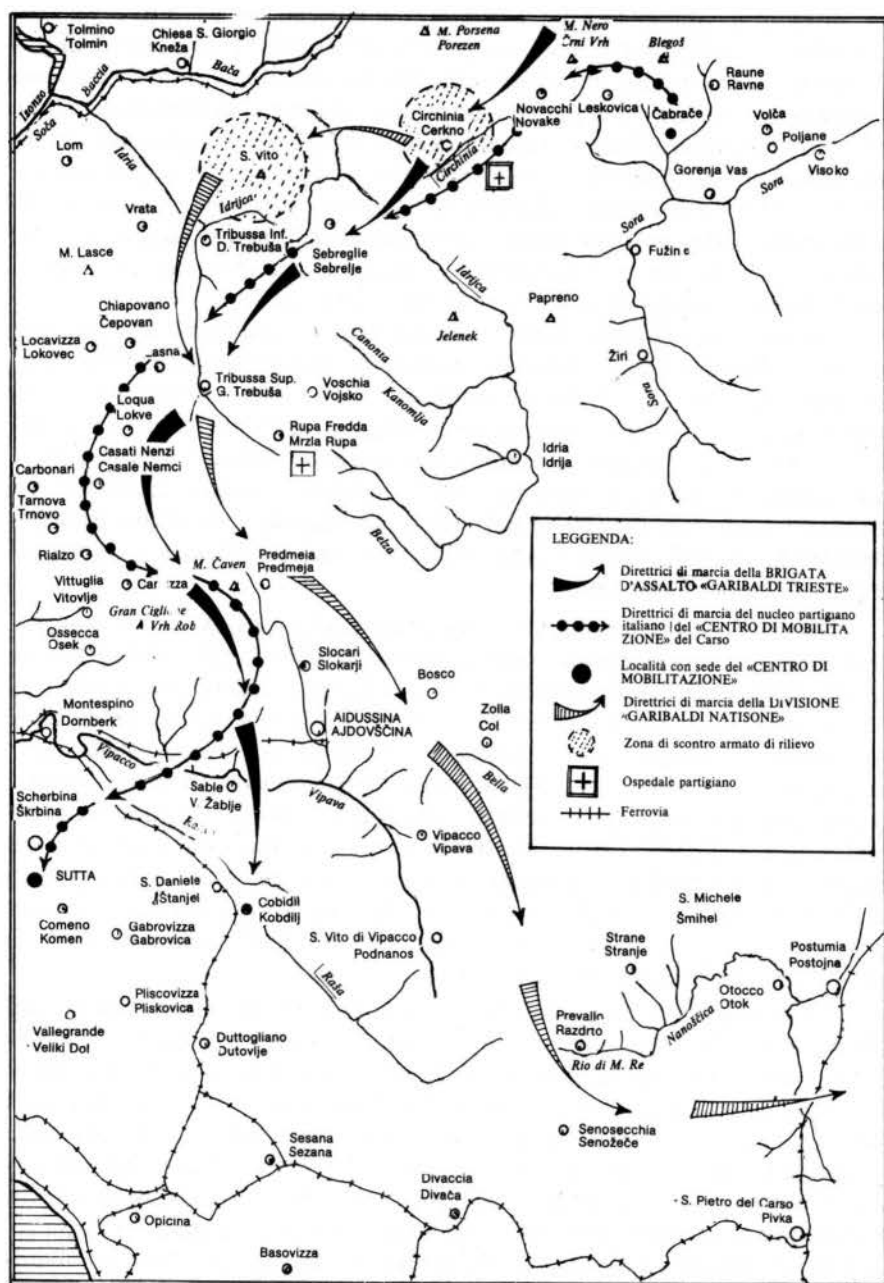 Tolmino
Tolmin
Chiesa S. Giorgio
Kneža
Bača
Baccia
Isonzo
Soča
M. Porsena
Porezen
M. Nero
Črni Vrh
Blegoš
Raune
Ravne
Novacchi
Novake
Leskovica
Čabrače
Volča
Poljane
Visoko
Circhinia
Cerkno
Circhinia
Lom
Idria
S. Vito
Gorenja Vas
Sora
Vrata
Idrijca
Tribussa Inf.
D. Trebuša
Sebreglie
Sebrelje
Sora
M. Lasce
Idrijca
Papreno
Jelenek
Chiapovano
Čepovan
Locavizza
Lokovec
Canonta
Kanomlja
Žiri
Sora
Tribussa Sup.
G. Trebuša
Voschia
Vojsko
Loqua
Lokve
Rupa Fredda
Mrzla Rupa
Idria
Idrija
Casati Nenzi
Casale Nemci
Carbonari
Tarnova
Trnovo
Belza
Rialzo
M. Čaven
Predmeia
Predmeja
Vittuglia
Vitovlje
Vrh Rob
Ossecca
Osek
Slocari
Slokarji
Bosco
Montespino
Dornberk
AIDUSSINA
AJDOVŠČINA
Zolla
Col
Bella
Vipacco
Sable
V. Žablje
Vipava
Vipacco
Vipava
Scherbina
Škrbina
SUTTA
S. Daniele
Štanjel
Cobidil
Kobdilj
Comeno
Komen
Gabrovizza
Gabrovica
S. Vito di Vipacco
Podnanos
S. Michele
Šmihel
Strane
Stranje
Postumia
Postojna
Raša
Otocco
Otok
Pliscovizza
Pliskovica
Vallegrande
Veliki Dol
Prevallo
Razdrto
Nanoščica
Rio di M. Re
Duttogliano
Dutovlje
Senosecchia
Senožeče
Sesana
Sezana
Divaccia
Divača
S. Pietro del Carso
Pivka
Opicina
Basovizza
LEGGENDA:
Direttrici di marcia della BRIGATA
D'ASSALTO «GARIBALDI TRIESTE»
Direttrici di marcia del nucleo partigiano
italiano del «CENTRO DI MOBILITA
ZIONE» del Carso
Località con sede del «CENTRO DI
MOBILITAZIONE»
Direttrici di marcia della DIVISIONE
«GARIBALDI NATISONE»
Zona di scontro armato di rilievo
Ospedale partigiano
Ferrovia